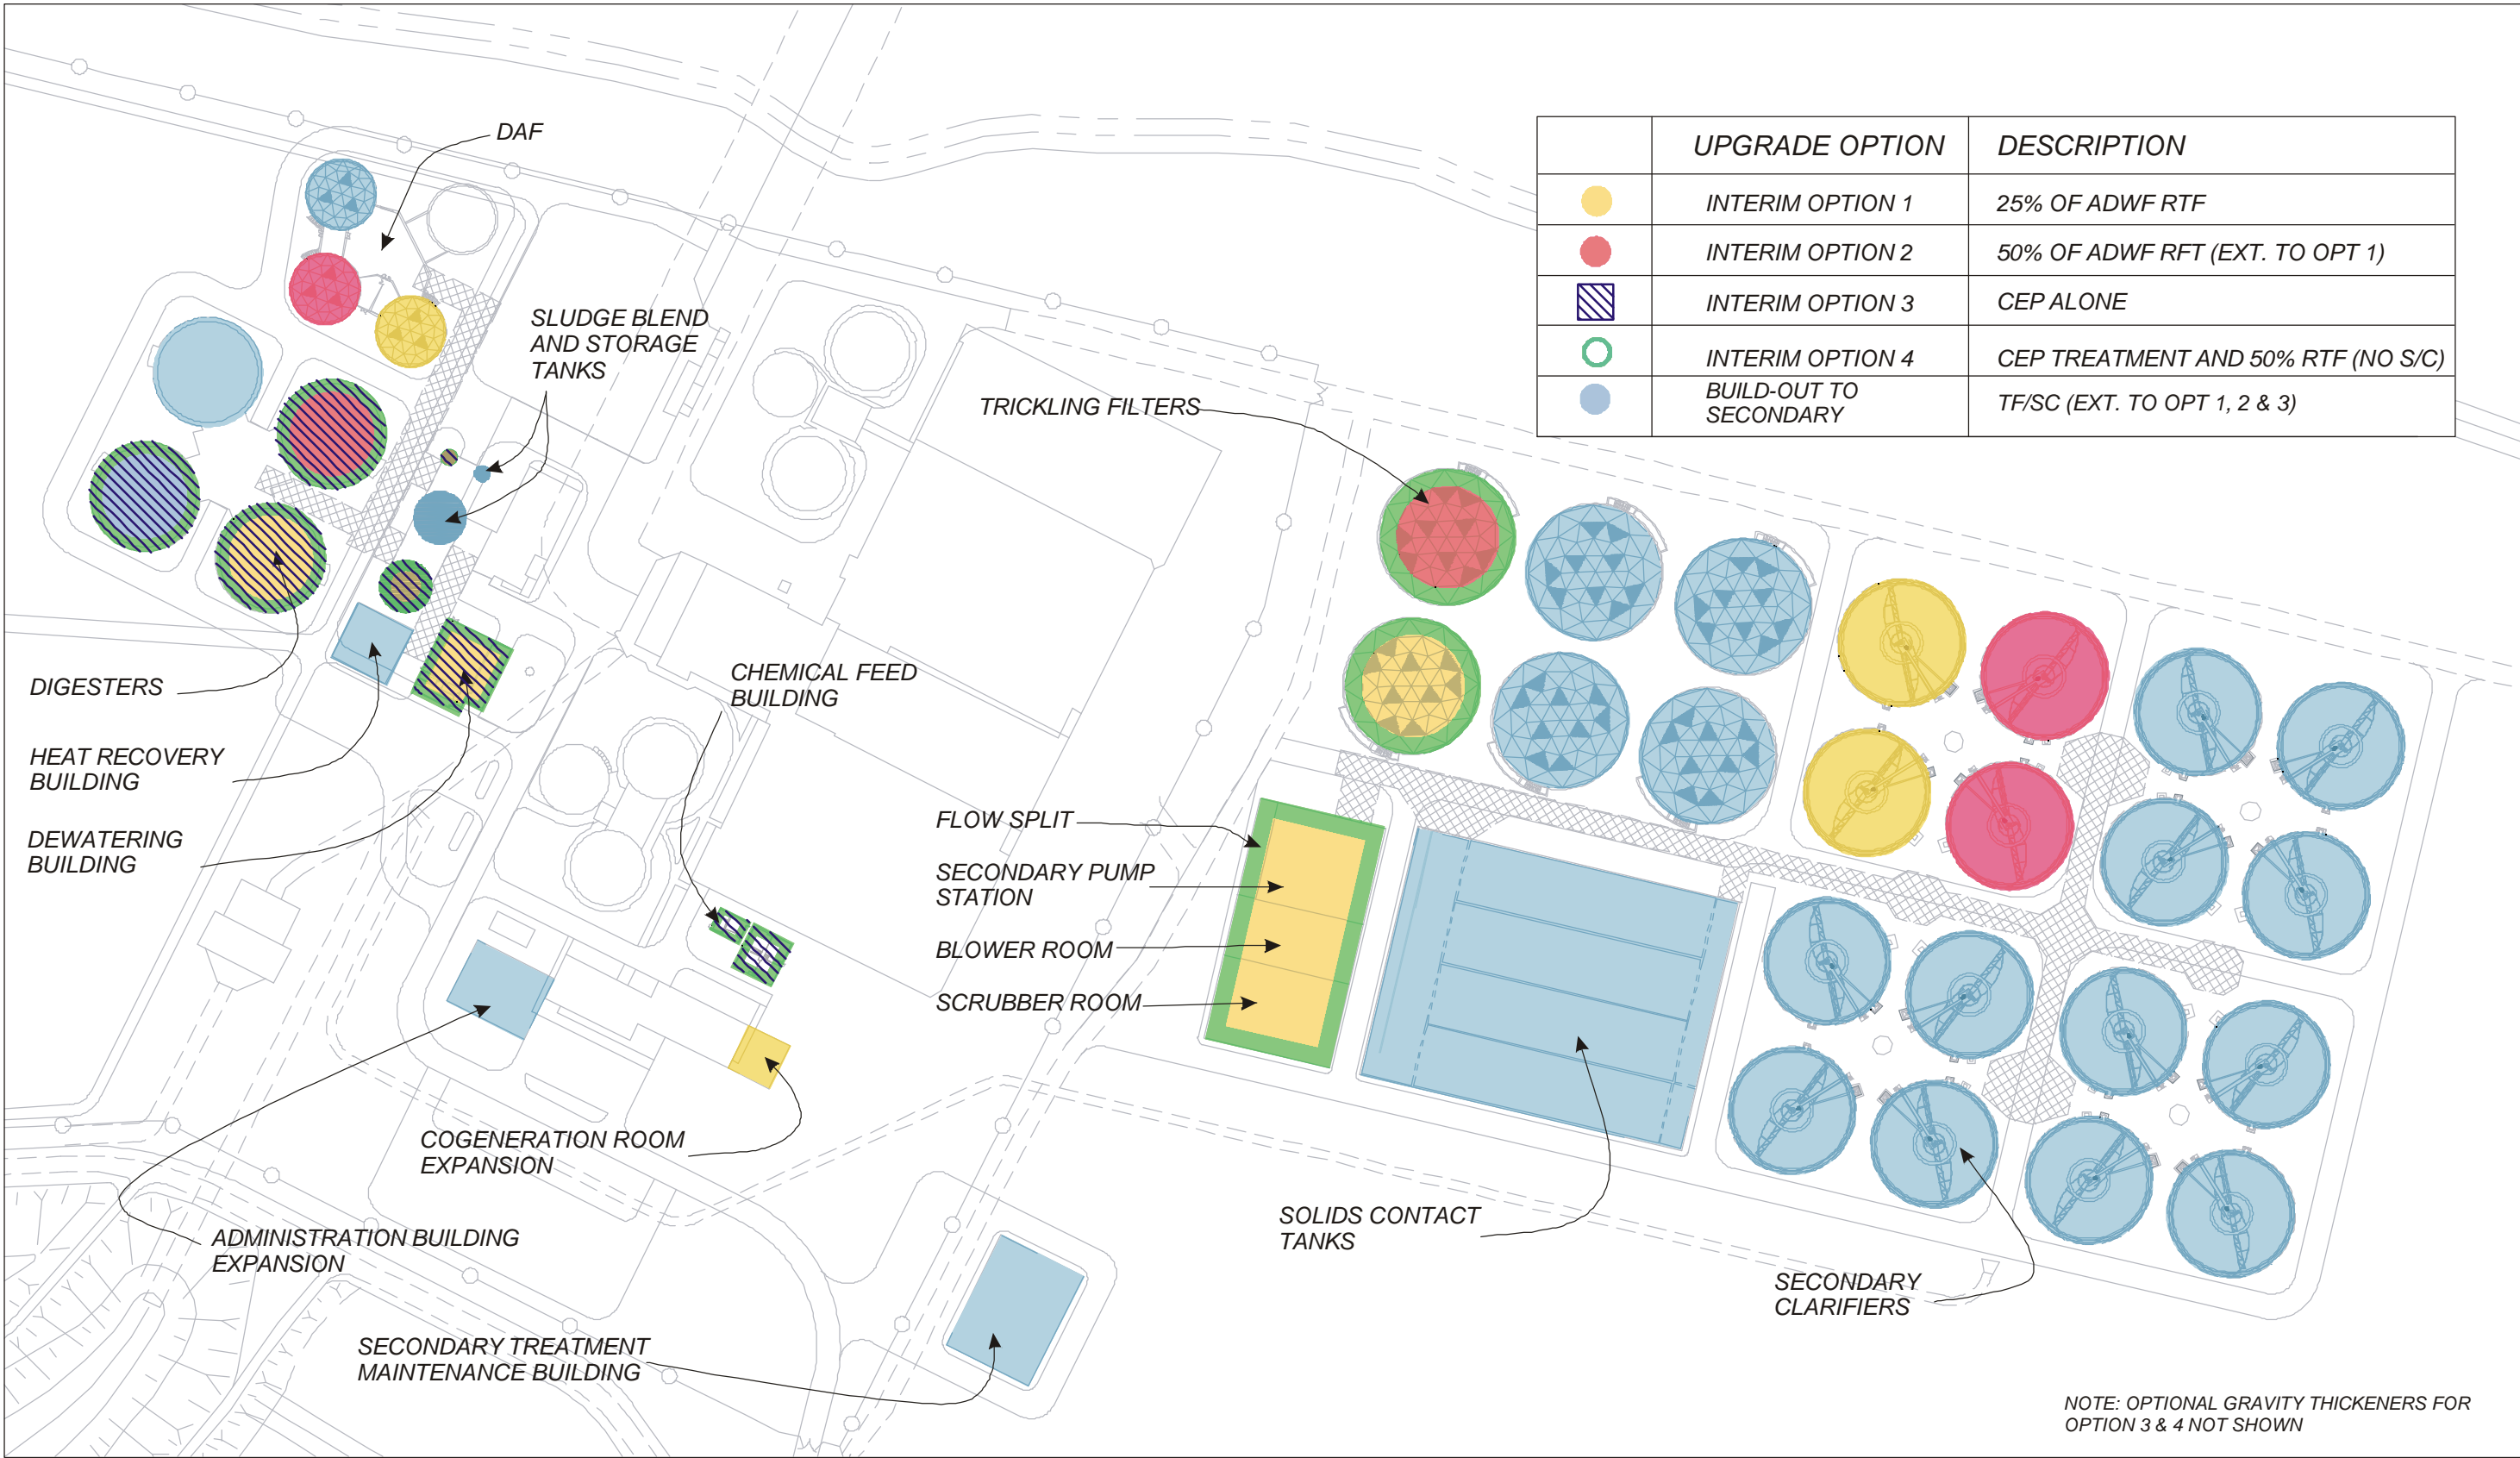 DAF
SLUDGE BLEND
AND STORAGE
TANKS
TRICKLING FILTERS
UPGRADE OPTION
DESCRIPTION
INTERIM OPTION 1
25% OF ADWF RTF
INTERIM OPTION 2
50% OF ADWF RFT (EXT. TO OPT 1)
INTERIM OPTION 3
CEP ALONE
INTERIM OPTION 4
CEP TREATMENT AND 50% RTF (NO S/C)
BUILD-OUT TO
SECONDARY
TF/SC (EXT. TO OPT 1, 2 & 3)
DIGESTERS
HEAT RECOVERY
BUILDING
DEWATERING
BUILDING
CHEMICAL FEED
BUILDING
FLOW SPLIT
SECONDARY PUMP
STATION
BLOWER ROOM
SCRUBBER ROOM
COGENERATION ROOM
EXPANSION
ADMINISTRATION BUILDING
EXPANSION
SECONDARY TREATMENT
MAINTENANCE BUILDING
SOLIDS CONTACT
TANKS
SECONDARY
CLARIFIERS
NOTE: OPTIONAL GRAVITY THICKENERS FOR
OPTION 3 & 4 NOT SHOWN